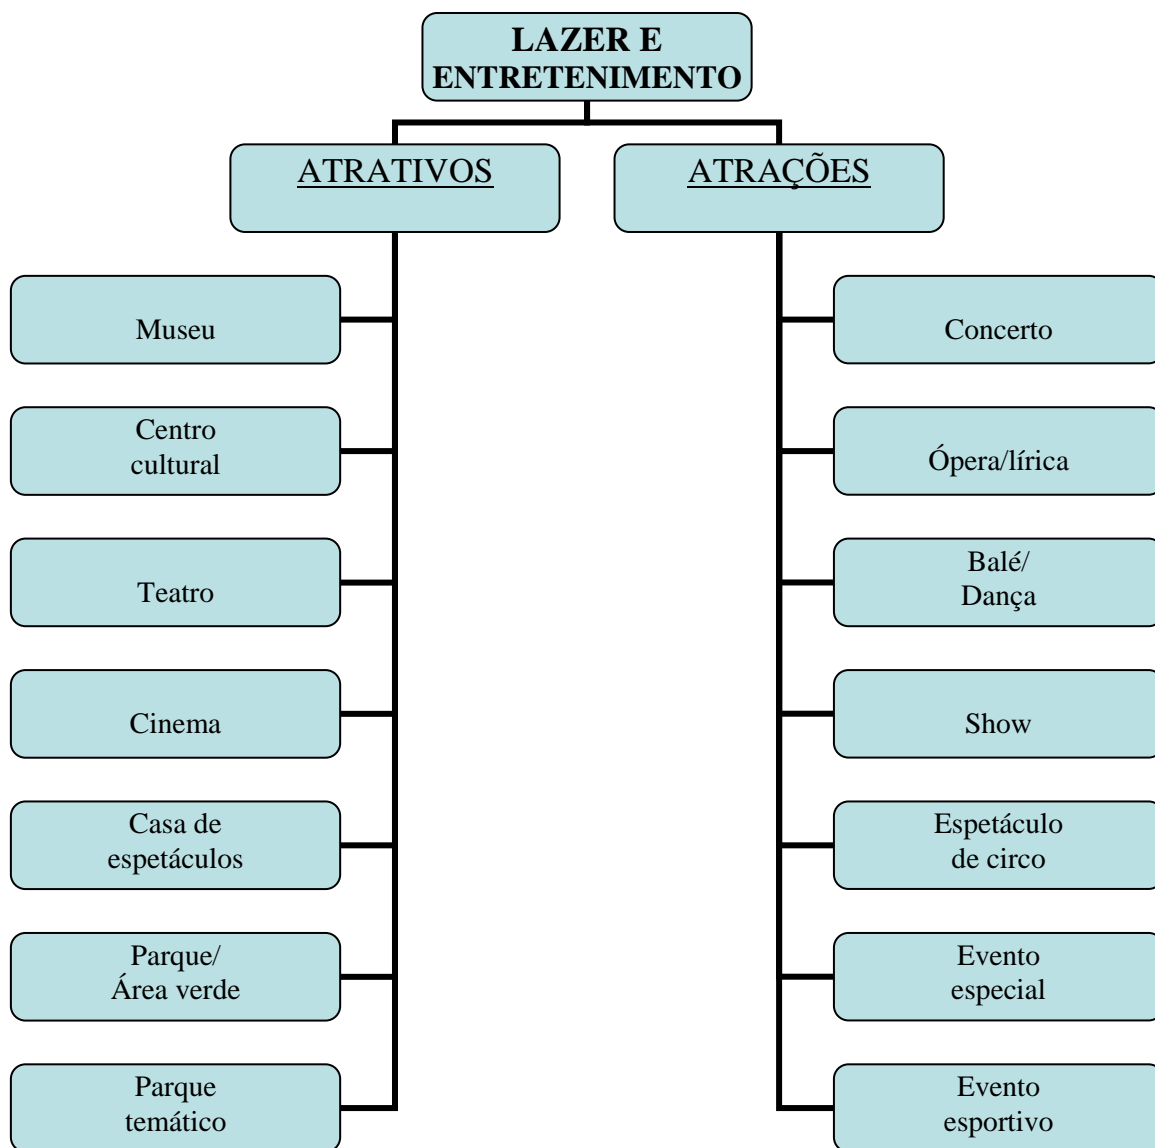 LAZER E
ENTRETENIMENTO
ATRATIVOS
ATRAÇÕES
Museu
Concerto
Centro
cultural
Ópera/lírica
Teatro
Balé/
Dança
Cinema
Show
Casa de
espetáculos
Espetáculo
de circo
Parque/
Área verde
Evento
especial
Parque
temático
Evento
esportivo